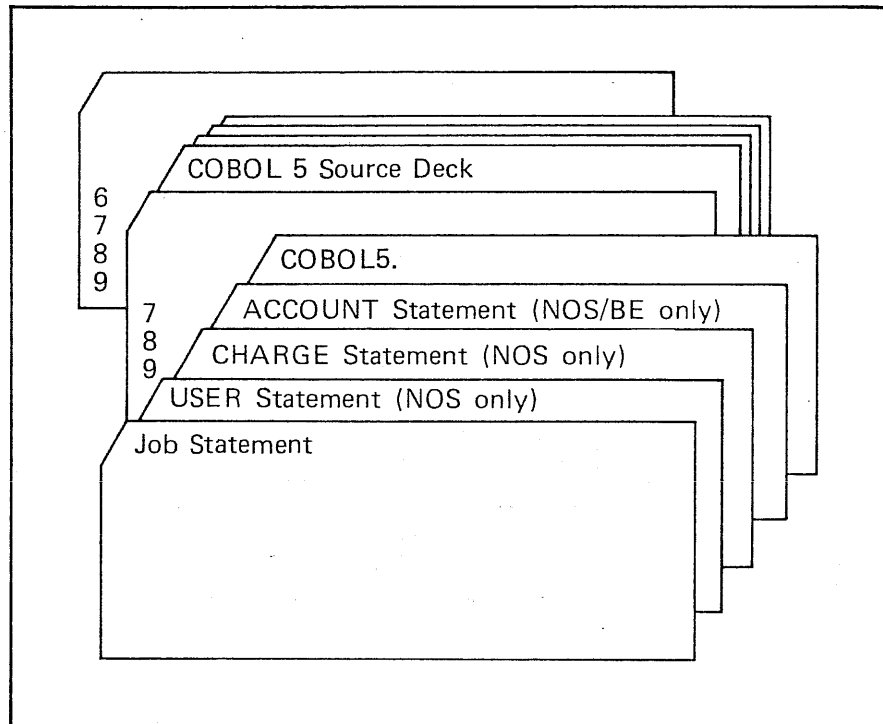 COBOL 5 Source Deck
6
7
8
9
COBOL5.
ACCOUNT Statement (NOS/BE only)
7
8
9
CHARGE Statement (NOS only)
USER Statement (NOS only)
Job Statement